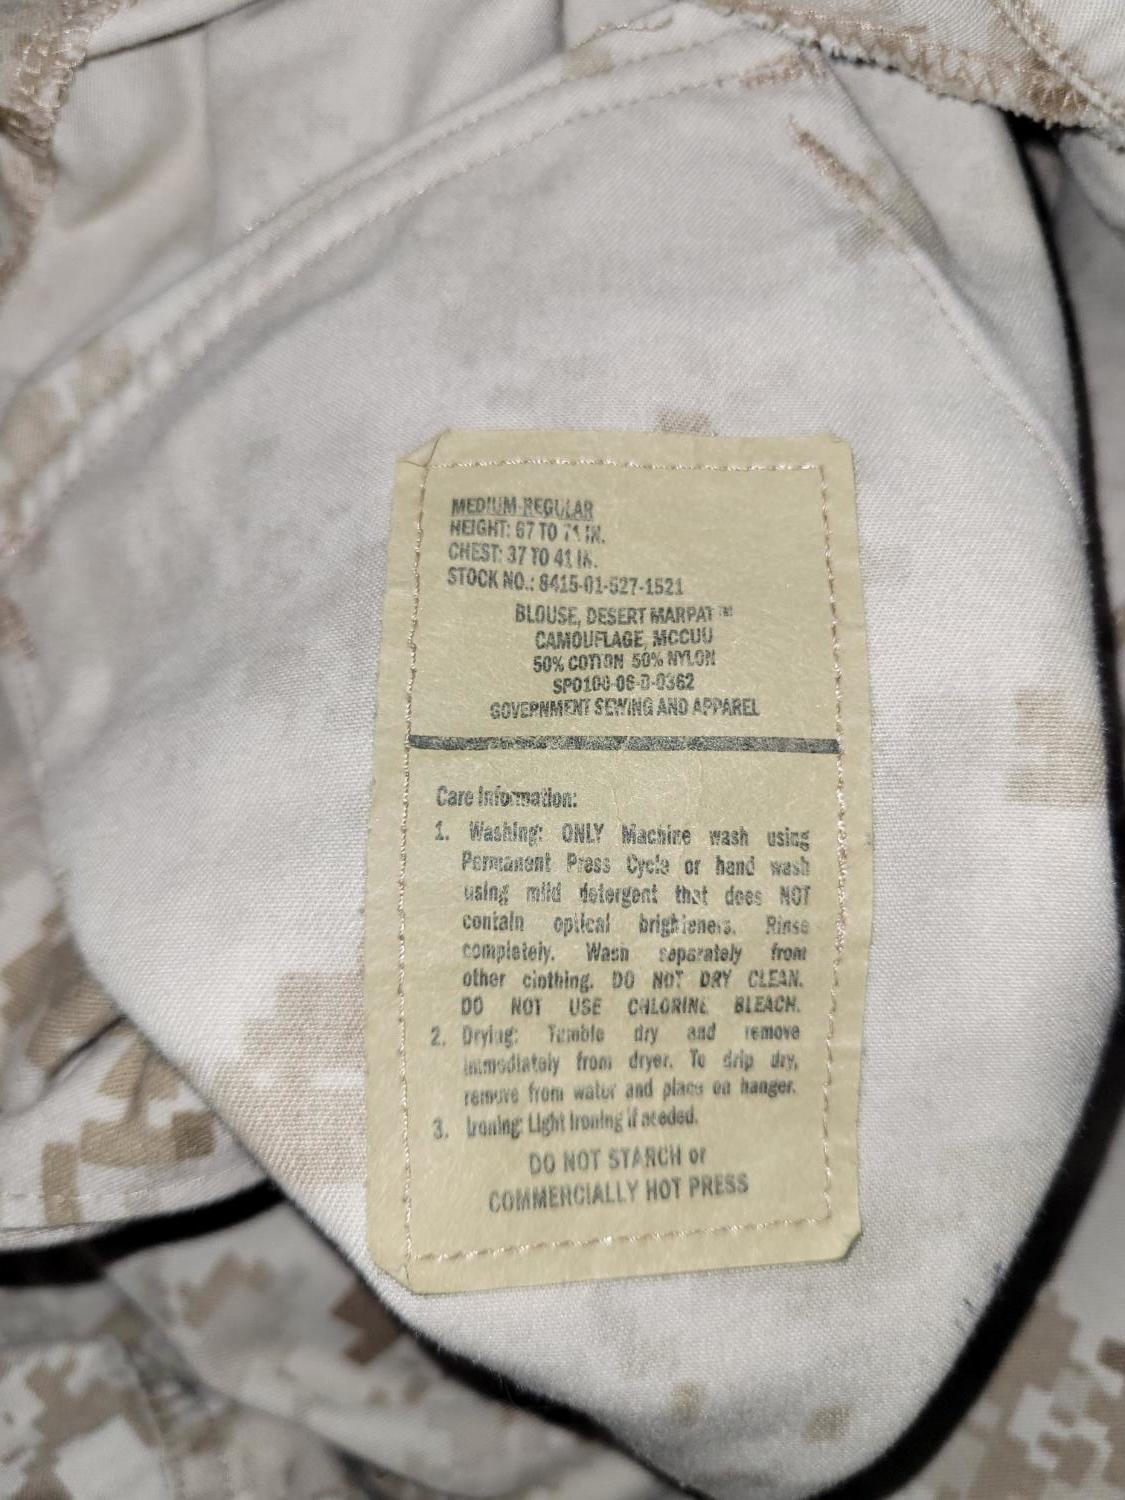 MEDIUM-REGULAR
HEIGHT: 67 TO 71 IN.
CHEST: 37 TO 41 IN.
STOCK NO.: 8415-01-527-1521
BLOUSE, DESERT MARPAT™
CAMOUFLAGE, MCCUU
50% COTTON 50% NYLON
SPO100-06-D-0362
GOVERNMENT SEWING AND APPAREL
Care Information:
1. Washing: ONLY Machine wash using
Permanent Press Cycle or hand wash
using mild detergent that does NOT
contain optical brighteners. Rinse
completely. Wash separately from
other clothing. DO NOT DRY CLEAN.
DO NOT USE CHLORINE BLEACH.
2. Drying: Tumble dry and remove
immediately from dryer. To drip dry,
remove from water and place on hanger.
3. Ironing: Light ironing if needed.
DO NOT STARCH or
COMMERCIALLY HOT PRESS